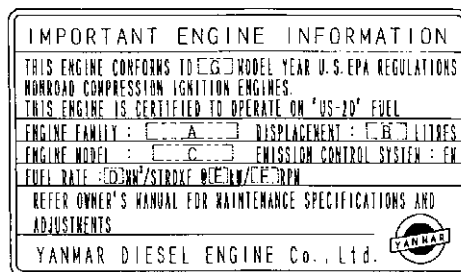 IMPORTANT ENGINE INFORMATION
THIS ENGINE CONFORMS TO G MODEL YEAR U.S.EPA REGULATIONS
NONROAD COMPRESSION IGNITION ENGINES.
THIS ENGINE IS CERTIFIED TO OPERATE ON "US-2D" FUEL
ENGINE FAMILY : A DISPLACEMENT : B LITRES
ENGINE MODEL : C EMISSION CONTROL SYSTEM : EM
FUEL RATE : D MM³/STROKE @ E kW/ F RPM
REFER OWNER'S MANUAL FOR MAINTENANCE SPECIFICATIONS AND
ADJUSTMENTS
YANMAR DIESEL ENGINE Co., Ltd. YANMAR